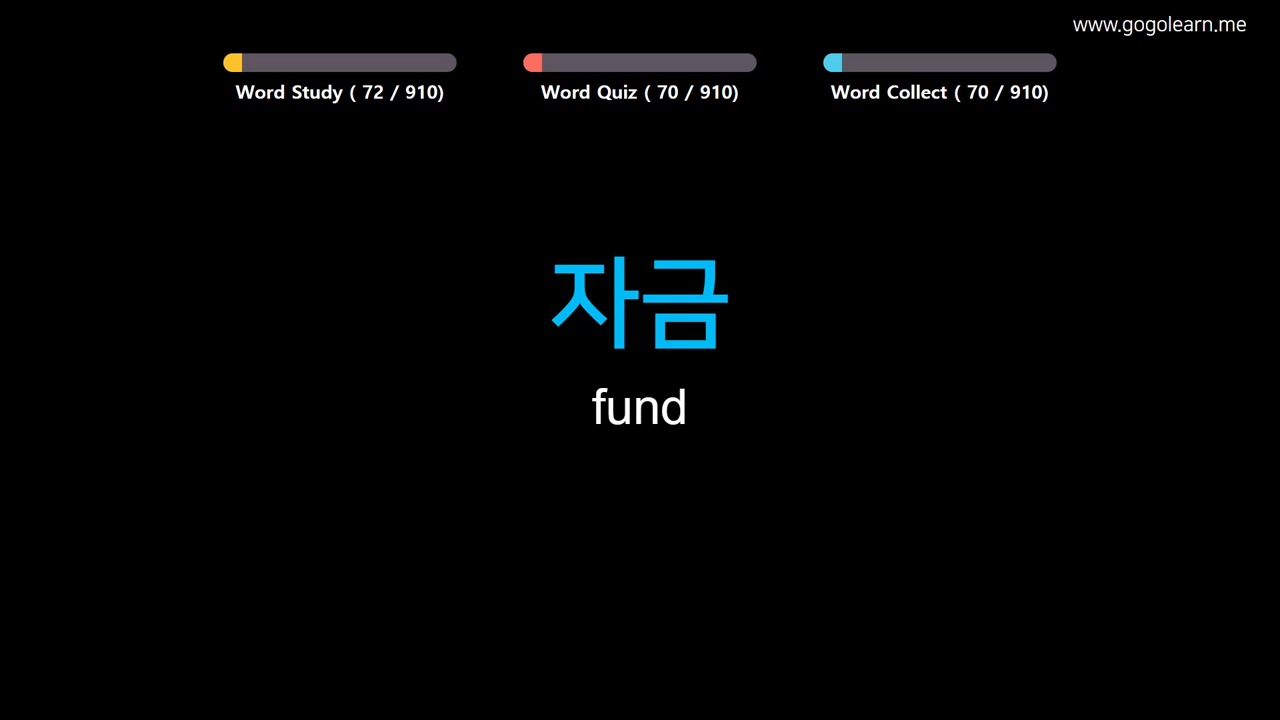 www.gogolearn.me
Word Study ( 72 / 910)
Word Quiz ( 70 / 910)
Word Collect ( 70 / 910)
자금
fund